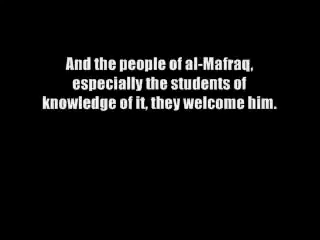 And the people of al-Mafraq,
especially the students of
knowledge of it, they welcome him.